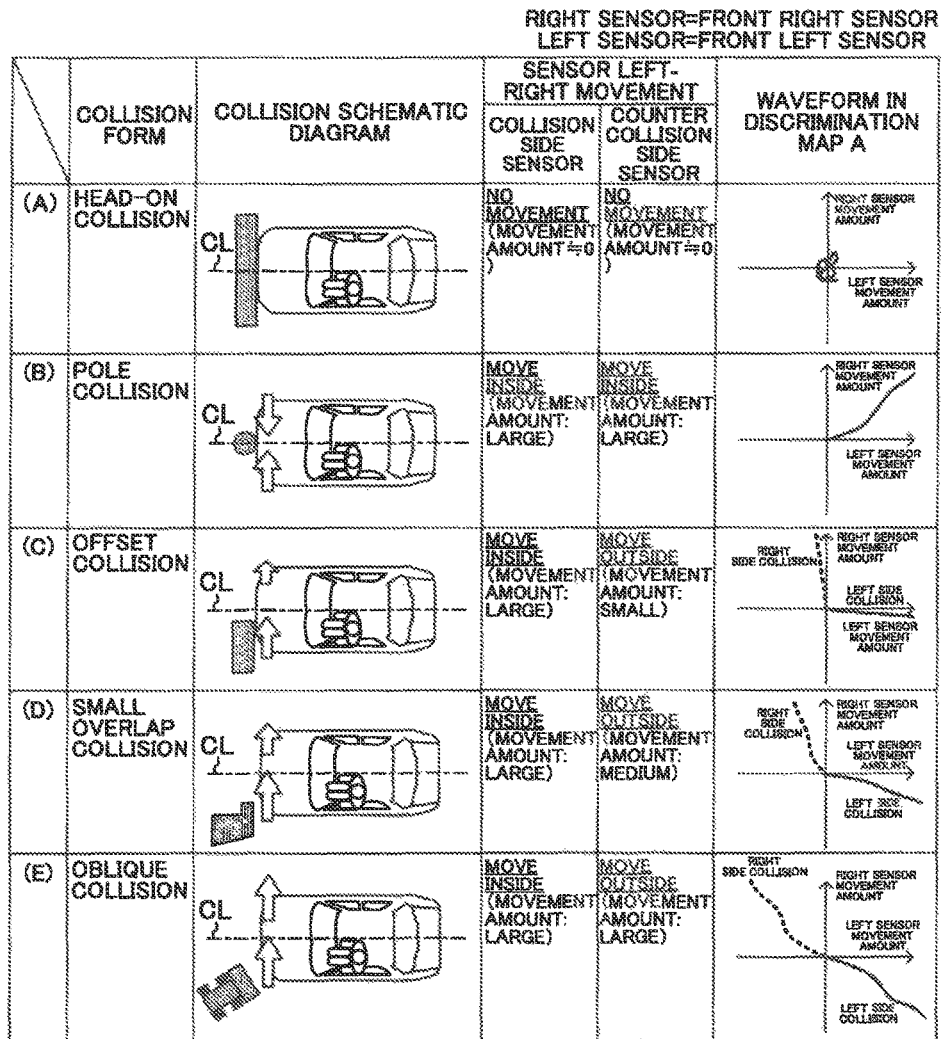 RIGHT SENSOR=FRONT RIGHT SENSOR
LEFT SENSOR=FRONT LEFT SENSOR
COLLISION
FORM
COLLISION SCHEMATIC
DIAGRAM
SENSOR LEFT-
RIGHT MOVEMENT
COLLISION
SIDE
SENSOR
COUNTER
COLLISION
SIDE
SENSOR
WAVEFORM IN
DISCRIMINATION
MAP A
(A)
HEAD-ON
COLLISION
CL
NO
MOVEMENT
(MOVEMENT
AMOUNT≒0
)
NO
MOVEMENT
(MOVEMENT
AMOUNT≒0
)
RIGHT SENSOR
MOVEMENT
AMOUNT
LEFT SENSOR
MOVEMENT
AMOUNT
(B)
POLE
COLLISION
CL
MOVE
INSIDE
(MOVEMENT
AMOUNT:
LARGE)
MOVE
INSIDE
(MOVEMENT
AMOUNT:
LARGE)
RIGHT SENSOR
MOVEMENT
AMOUNT
LEFT SENSOR
MOVEMENT
AMOUNT
(C)
OFFSET
COLLISION
CL
MOVE
INSIDE
(MOVEMENT
AMOUNT:
LARGE)
MOVE
OUTSIDE
(MOVEMENT
AMOUNT:
SMALL)
RIGHT
SIDE COLLISION
RIGHT SENSOR
MOVEMENT
AMOUNT
LEFT SIDE
COLLISION
LEFT SENSOR
MOVEMENT
AMOUNT
(D)
SMALL
OVERLAP
COLLISION
CL
MOVE
INSIDE
(MOVEMENT
AMOUNT:
LARGE)
MOVE
OUTSIDE
(MOVEMENT
AMOUNT:
MEDIUM)
RIGHT
SIDE
COLLISION
RIGHT SENSOR
MOVEMENT
AMOUNT
LEFT SENSOR
MOVEMENT
AMOUNT
LEFT SIDE
COLLISION
(E)
OBLIQUE
COLLISION
CL
MOVE
INSIDE
(MOVEMENT
AMOUNT:
LARGE)
MOVE
OUTSIDE
(MOVEMENT
AMOUNT:
LARGE)
RIGHT
SIDE COLLISION
RIGHT SENSOR
MOVEMENT
AMOUNT
LEFT SENSOR
MOVEMENT
AMOUNT
LEFT SIDE
COLLISION